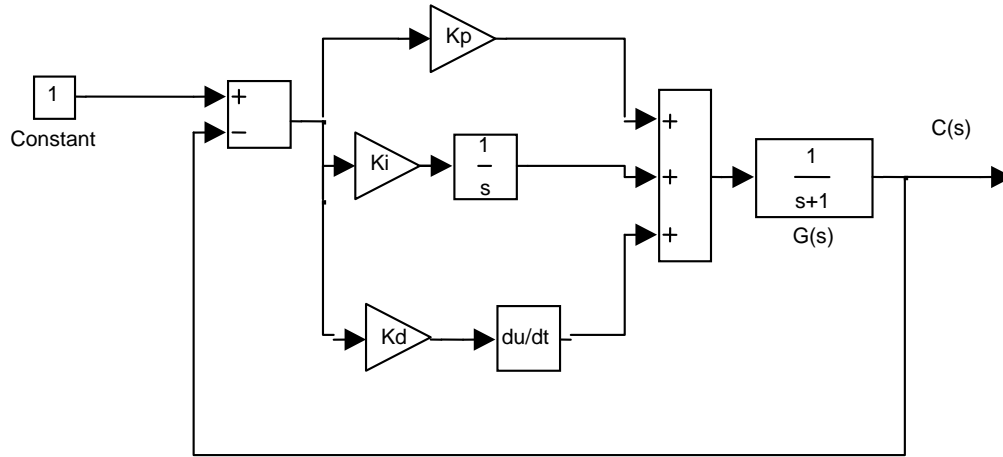 Kp
1
Constant
+
−
Ki
1
s
Kd
du/dt
+
+
+
1
s+1
G(s)
C(s)